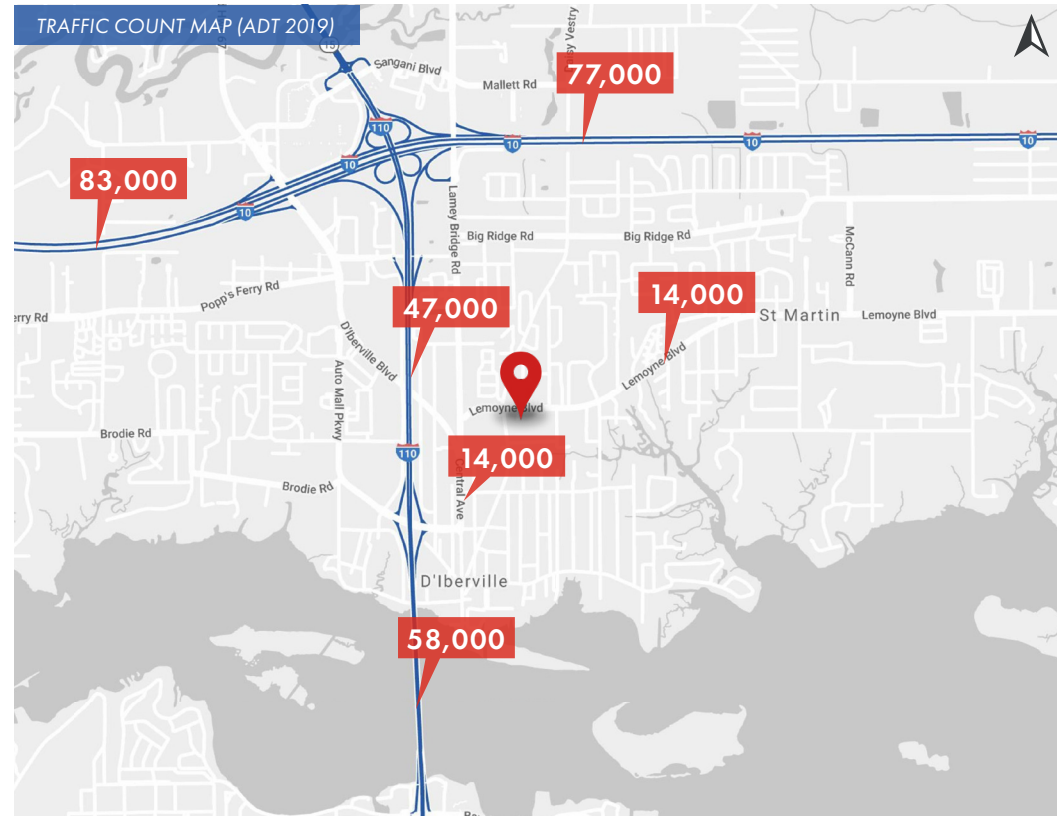 TRAFFIC COUNT MAP (ADT 2019)
15
Sangani Blvd
Mallett Rd
77,000
110
10
10
10
10
83,000
10
Lamey Bridge Rd
Big Ridge Rd
Big Ridge Rd
McCann Rd
Popp's Ferry Rd
erry Rd
47,000
14,000
St Martin
Lemoyne Blvd
D'Iberville Blvd
Auto Mall Pkwy
Lemoyne Blvd
Lemoyne Blvd
Brodie Rd
110
14,000
Central Ave
Brodie Rd
D'Iberville
58,000